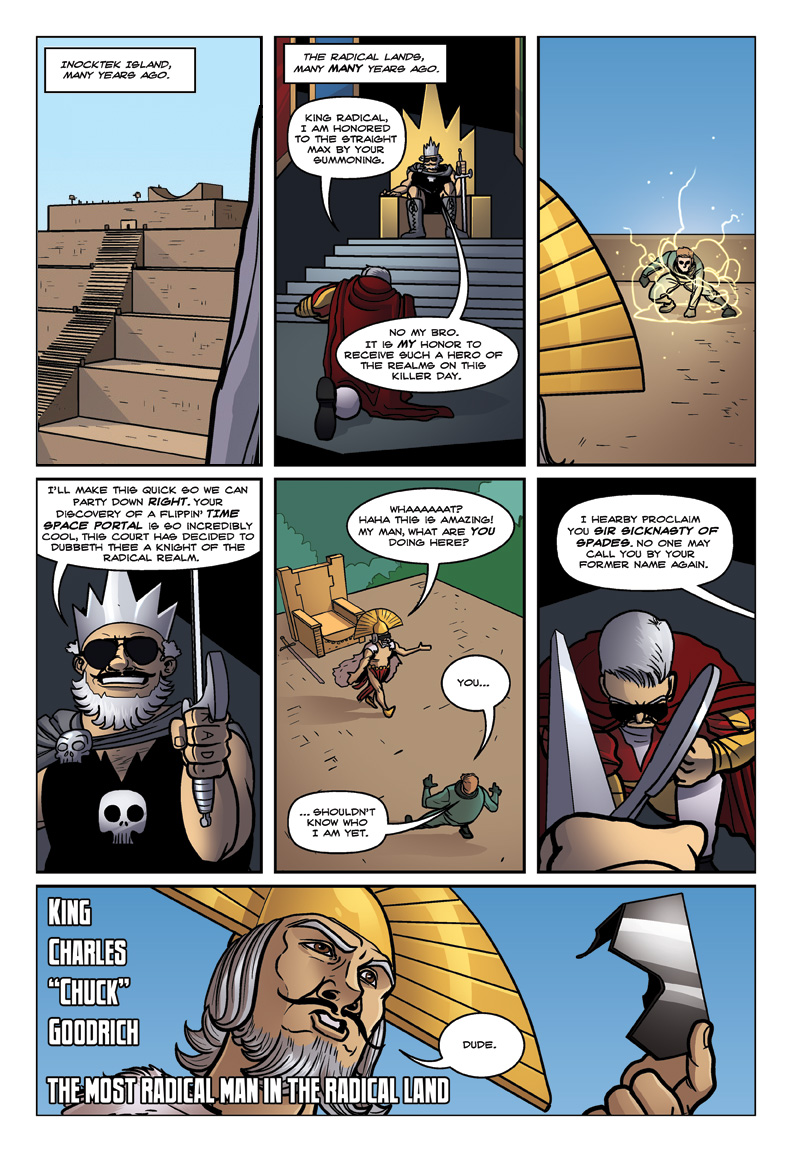 INOCKTEK ISLAND,
MANY YEARS AGO.
THE RADICAL LANDS,
MANY MANY YEARS AGO.
KING RADICAL,
I AM HONORED
TO THE STRAIGHT
MAX BY YOUR
SUMMONING.
NO MY BRO.
IT IS MY HONOR TO
RECEIVE SUCH A HERO OF
THE REALMS ON THIS
KILLER DAY.
I'LL MAKE THIS QUICK SO WE CAN
PARTY DOWN RIGHT. YOUR
DISCOVERY OF A FLIPPIN' TIME
SPACE PORTAL IS SO INCREDIBLY
COOL, THIS COURT HAS DECIDED TO
DUBBETH THEE A KNIGHT OF THE
RADICAL REALM.
RAD
WHAAAAAAT?
HAHA THIS IS AMAZING!
MY MAN, WHAT ARE YOU
DOING HERE?
YOU...
... SHOULDN'T
KNOW WHO
I AM YET.
I HEARBY PROCLAIM
YOU SIR SICKNASTY OF
SPADES. NO ONE MAY
CALL YOU BY YOUR
FORMER NAME AGAIN.
KING
CHARLES
"CHUCK"
GOODRICH
THE MOST RADICAL MAN IN THE RADICAL LAND
DUDE.